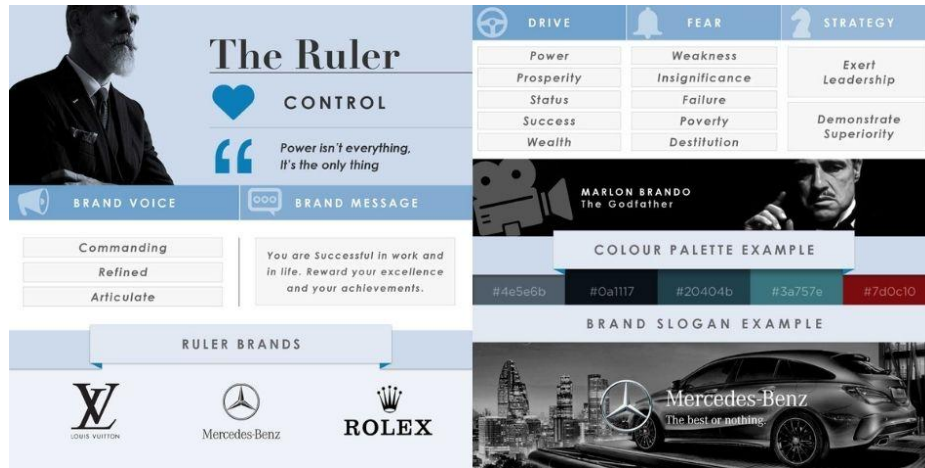 The Ruler
CONTROL
Power isn't everything,
It's the only thing
BRAND VOICE
BRAND MESSAGE
Commanding
Refined
Articulate
You are Successful in work and
in life. Reward your excellence
and your achievements.
RULER BRANDS
LV
LOUIS VUITTON
Mercedes-Benz
ROLEX
DRIVE
FEAR
STRATEGY
Power
Prosperity
Status
Success
Wealth
Weakness
Insignificance
Failure
Poverty
Destitution
Exert
Leadership
Demonstrate
Superiority
MARLON BRANDO
The Godfather
COLOUR PALETTE EXAMPLE
#4e5e6b
#0a1117
#20404b
#3a757e
#7d0c10
BRAND SLOGAN EXAMPLE
Mercedes-Benz
The best or nothing.